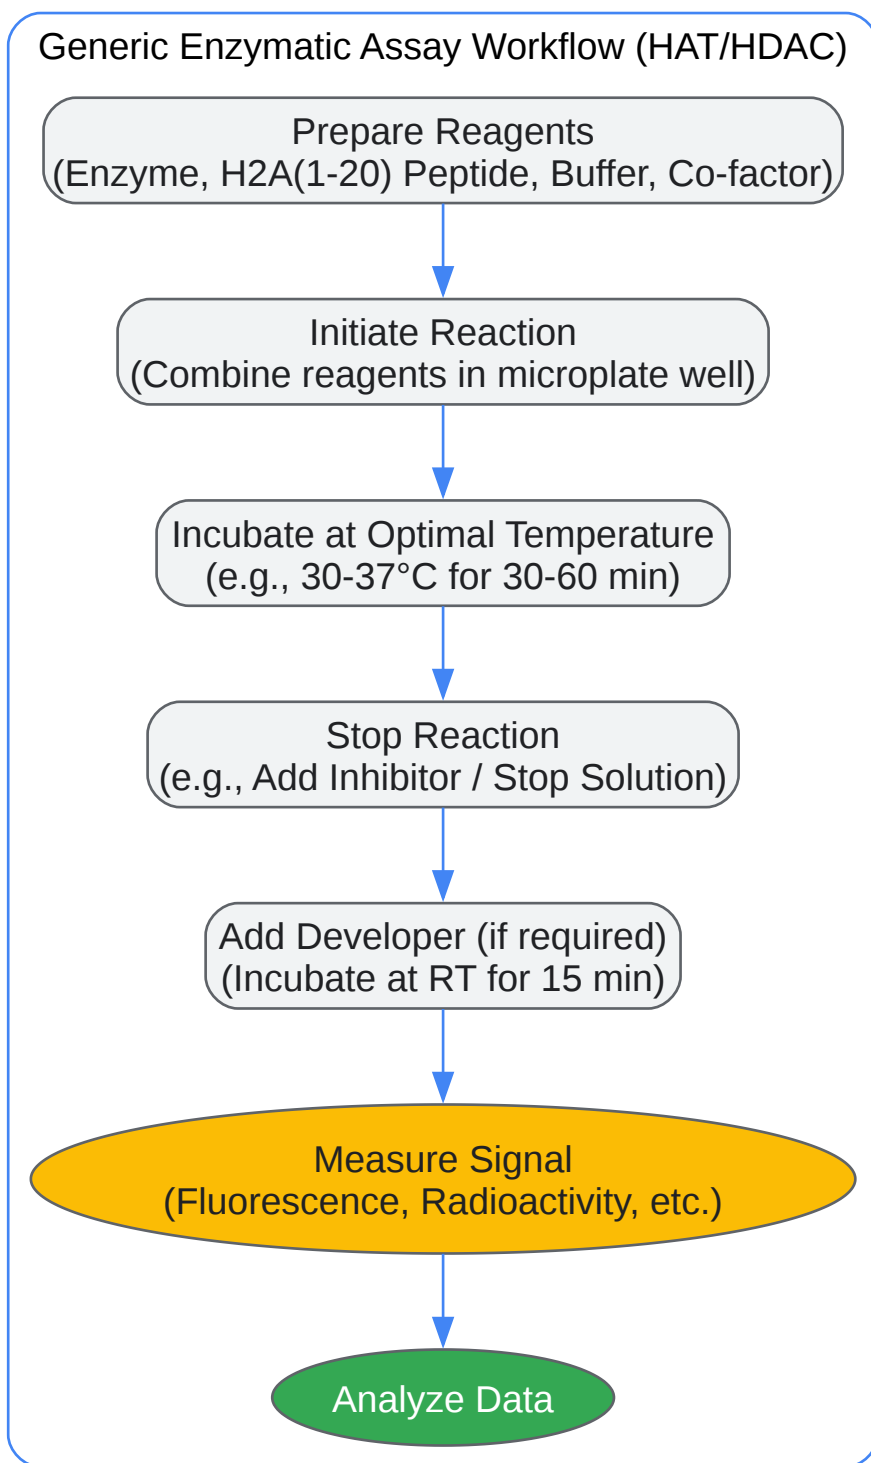 Generic Enzymatic Assay Workflow (HAT/HDAC)
Prepare Reagents
(Enzyme, H2A(1-20) Peptide, Buffer, Co-factor)
Initiate Reaction
(Combine reagents in microplate well)
Incubate at Optimal Temperature
(e.g., 30-37°C for 30-60 min)
Stop Reaction
(e.g., Add Inhibitor / Stop Solution)
Add Developer (if required)
(Incubate at RT for 15 min)
Measure Signal
(Fluorescence, Radioactivity, etc.)
Analyze Data